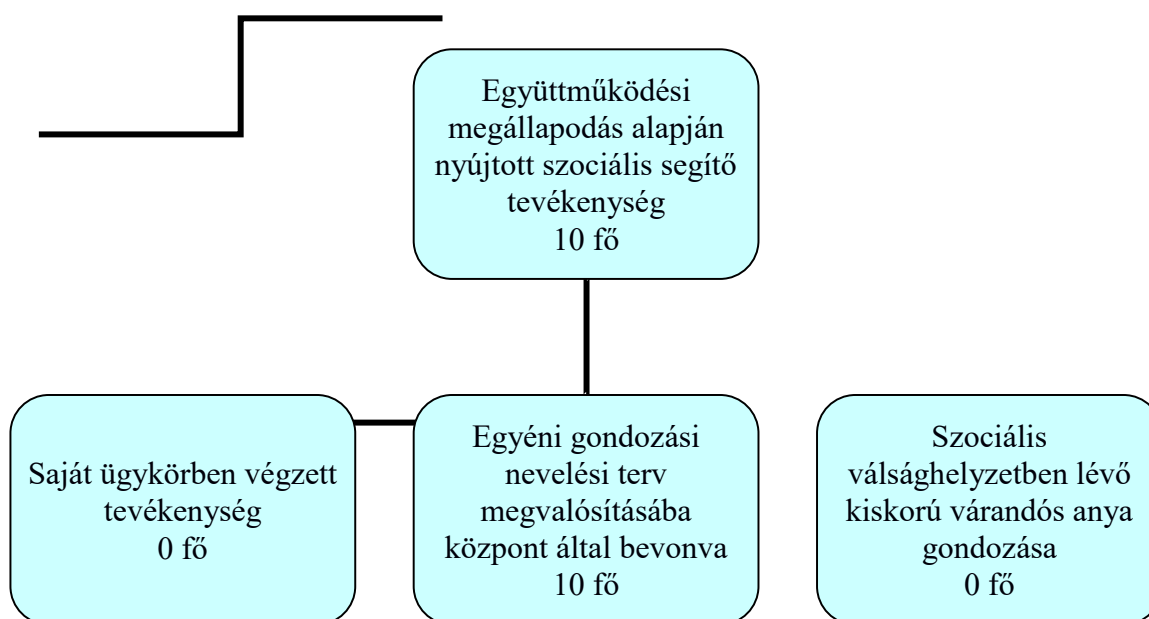 Együttműködési
megállapodás alapján
nyújtott szociális segítő
tevékenység
10 fő
Saját ügykörben végzett
tevékenység
0 fő
Egyéni gondozási
nevelési terv
megvalósításába
központ által bevonva
10 fő
Szociális
válsághelyzetben lévő
kiskorú várandós anya
gondozása
0 fő